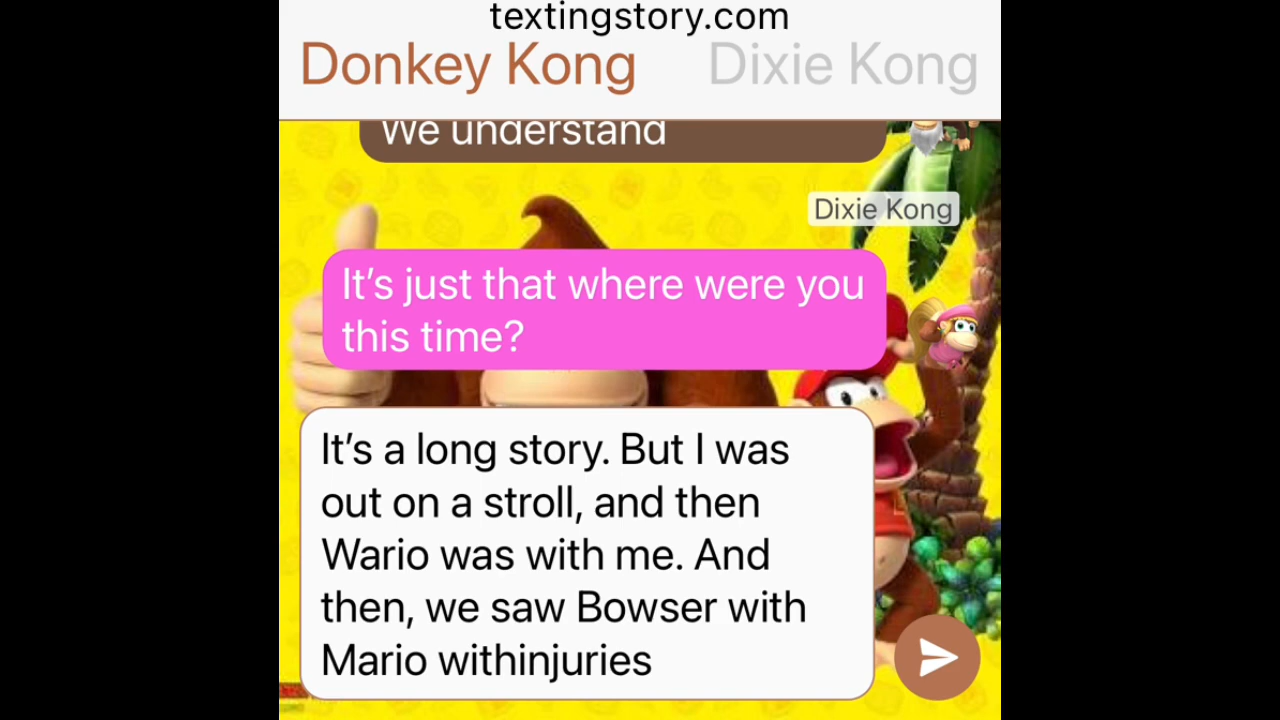 textingstory.com
Donkey Kong Dixie Kong
We understand
Dixie Kong
It's just that where were you
this time?
It's a long story. But I was
out on a stroll, and then
Wario was with me. And
then, we saw Bowser with
Mario withinjuries